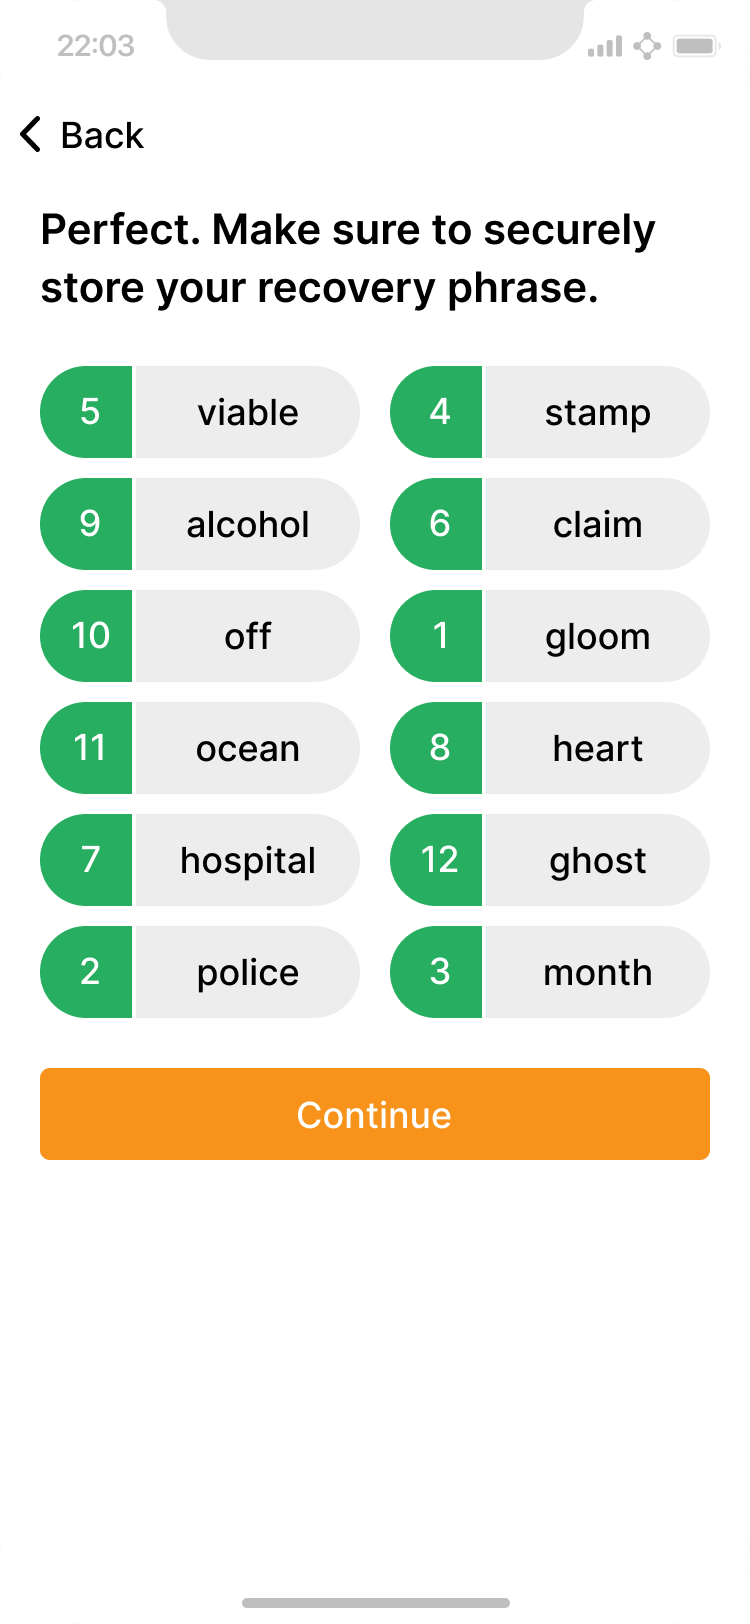 22:03
Back
Perfect. Make sure to securely
store your recovery phrase.
5 viable 4 stamp
9 alcohol 6 claim
10 off 1 gloom
11 ocean 8 heart
7 hospital 12 ghost
2 police 3 month
Continue